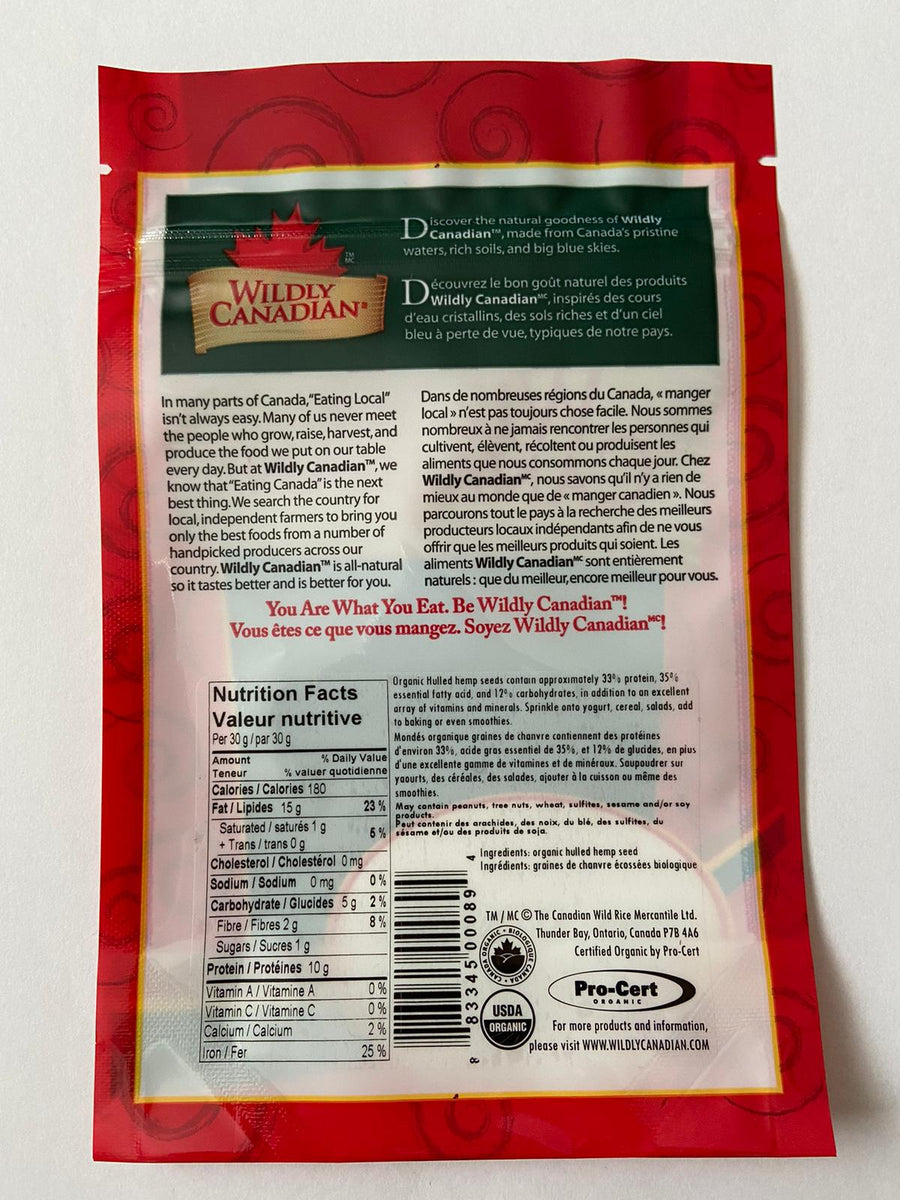 TM
MC
WILDLY
CANADIAN®
Discover the natural goodness of Wildly
Canadian™, made from Canada's pristine
waters, rich soils, and big blue skies.
Découvrez le bon goût naturel des produits
Wildly Canadianᴹᶜ, inspirés des cours
d'eau cristallins, des sols riches et d'un ciel
bleu à perte de vue, typiques de notre pays.
In many parts of Canada,"Eating Local"
isn't always easy. Many of us never meet
the people who grow, raise, harvest, and
produce the food we put on our table
every day. But at Wildly Canadian™, we
know that "Eating Canada" is the next
best thing. We search the country for
local, independent farmers to bring you
only the best foods from a number of
handpicked producers across our
country. Wildly Canadian™ is all-natural
so it tastes better and is better for you.
Dans de nombreuses régions du Canada, « manger
local » n'est pas toujours chose facile. Nous sommes
nombreux à ne jamais rencontrer les personnes qui
cultivent, élèvent, récoltent ou produisent les
aliments que nous consommons chaque jour. Chez
Wildly Canadianᴹᶜ, nous savons qu'il n'y a rien de
mieux au monde que de « manger canadien ». Nous
parcourons tout le pays à la recherche des meilleurs
producteurs locaux indépendants afin de ne vous
offrir que les meilleurs produits qui soient. Les
aliments Wildly Canadianᴹᶜ sont entièrement
naturels : que du meilleur, encore meilleur pour vous.
You Are What You Eat. Be Wildly Canadian™!
Vous êtes ce que vous mangez. Soyez Wildly Canadianᴹᶜ!
Nutrition Facts
Valeur nutritive
Per 30 g / par 30 g
Amount % Daily Value
Teneur % valuer quotidienne
Calories / Calories 180
Fat / Lipides 15 g 23 %
Saturated / saturés 1 g
+ Trans / trans 0 g 5 %
Cholesterol / Cholestérol 0 mg
Sodium / Sodium 0 mg 0 %
Carbohydrate / Glucides 5 g 2 %
Fibre / Fibres 2 g 8 %
Sugars / Sucres 1 g
Protein / Protéines 10 g
Vitamin A / Vitamine A 0 %
Vitamin C / Vitamine C 0 %
Calcium / Calcium 2 %
Iron / Fer 25 %
Organic Hulled hemp seeds contain approximately 33% protein, 35%
essential fatty acid, and 12% carbohydrates, in addition to an excellent
array of vitamins and minerals. Sprinkle onto yogurt, cereal, salads, add
to baking or even smoothies.
Mondés organique graines de chanvre contiennent des protéines
d'environ 33%, acide gras essentiel de 35%, et 12% de glucides, en plus
d'une excellente gamme de vitamines et de minéraux. Saupoudrer sur
yaourts, des céréales, des salades, ajouter à la cuisson ou même des
smoothies.
May contain peanuts, tree nuts, wheat, sulfites, sesame and/or soy
products.
Peut contenir des arachides, des noix, du blé, des sulfites, du
sésame et/ou des produits de soja.
Ingredients: organic hulled hemp seed
Ingrédients: graines de chanvre écossées biologique
8 83345 00089 4
TM / MC © The Canadian Wild Rice Mercantile Ltd.
Thunder Bay, Ontario, Canada P7B 4A6
Certified Organic by Pro-Cert
CANADA ORGANIC • BIOLOGIQUE CANADA •
Pro-Cert
ORGANIC
USDA
ORGANIC
For more products and information,
please visit WWW.WILDLYCANADIAN.COM